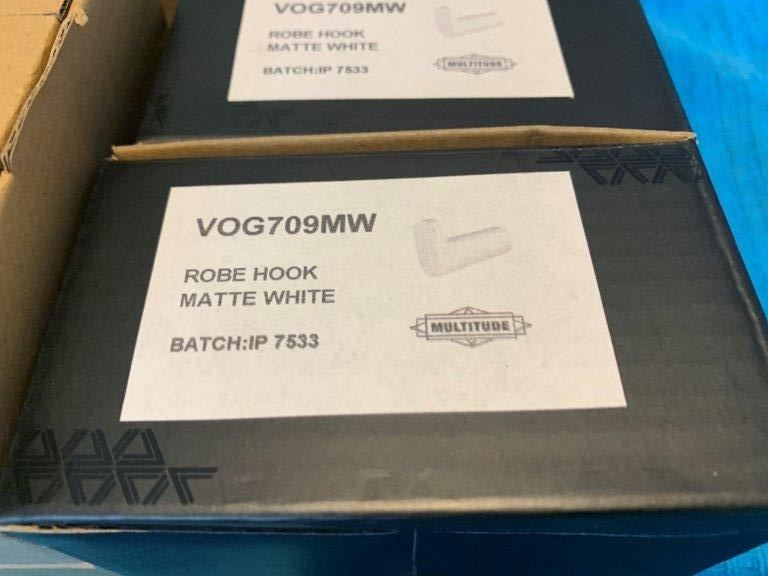 VOG709MW
ROBE HOOK
MATTE WHITE
BATCH:IP 7533
MULTITUDE
VOG709MW
ROBE HOOK
MATTE WHITE
BATCH:IP 7533
MULTITUDE